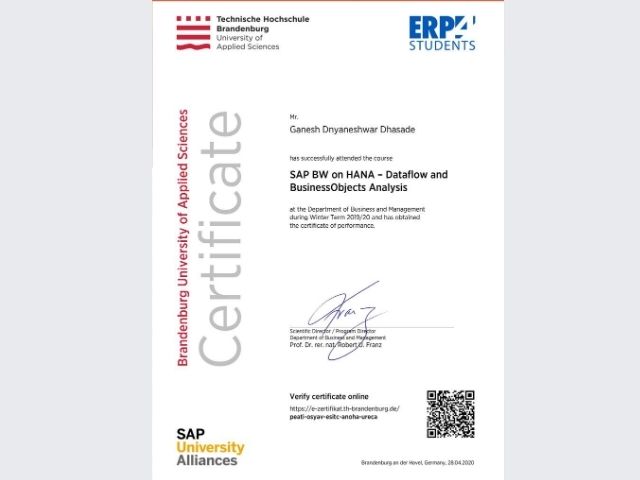 Technische Hochschule
Brandenburg
University of
Applied Sciences
ERP4
STUDENTS
Brandenburg University of Applied Sciences
Certificate
Mr.
Ganesh Dnyaneshwar Dhasade
has successfully attended the course
SAP BW on HANA – Dataflow and
BusinessObjects Analysis
at the Department of Business and Management
during Winter Term 2019/20 and has obtained
the certificate of performance.
Franz
Scientific Director / Program Director
Department of Business and Management
Prof. Dr. rer. nat. Robert U. Franz
Verify certificate online
https://e-zertifikat.th-brandenburg.de/
peati-osyav-esitc-anoha-ureca
SAP
University
Alliances
Brandenburg an der Havel, Germany, 28.04.2020